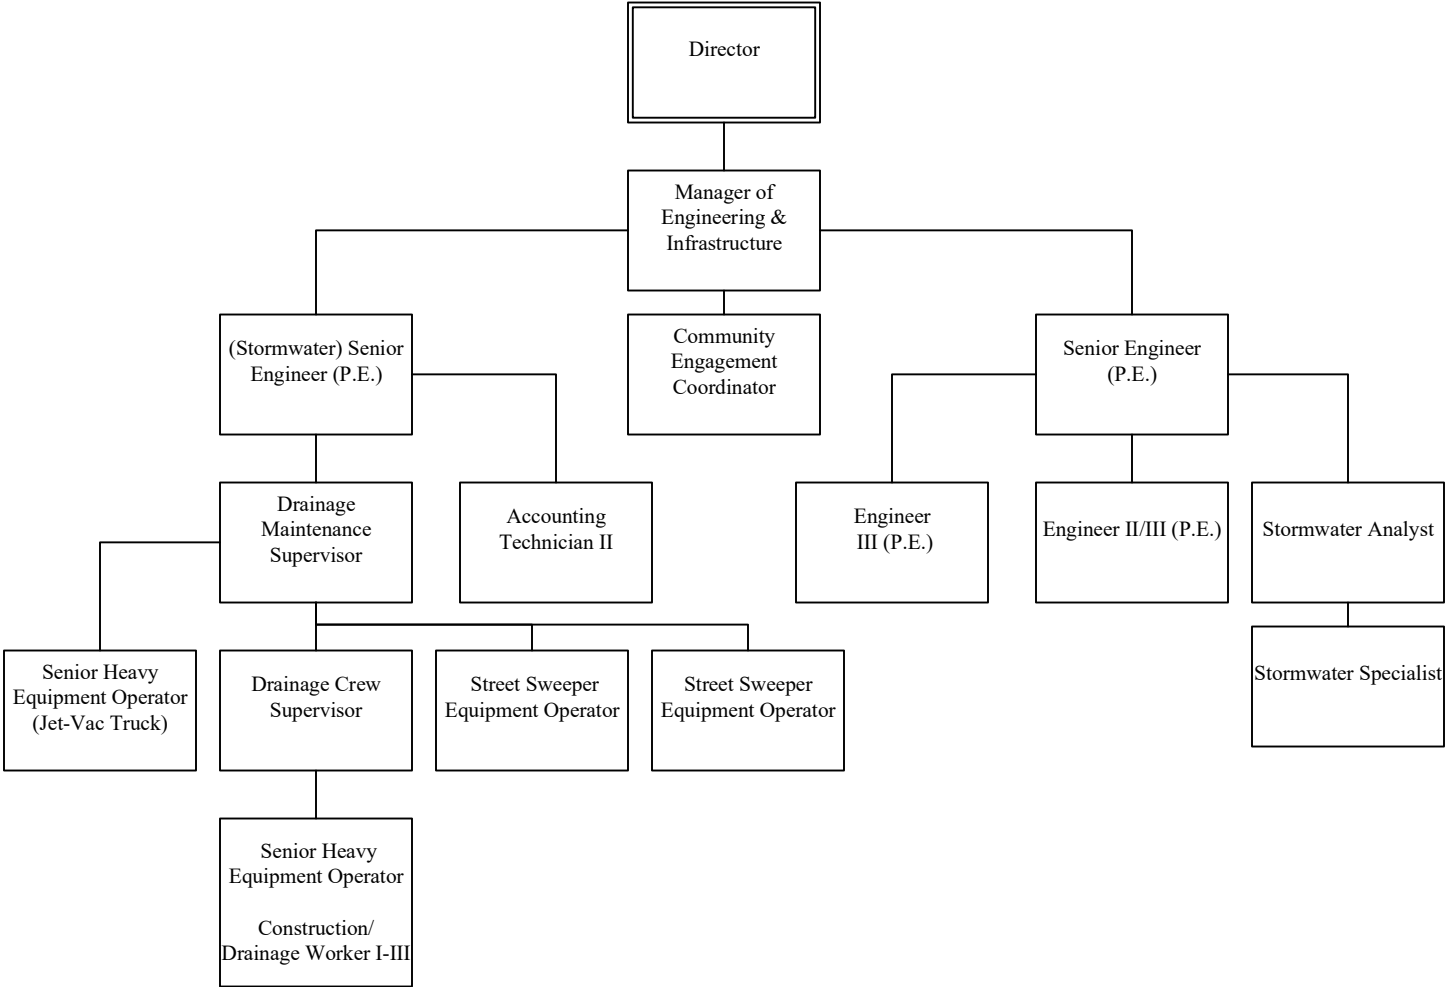 Director
Manager of
Engineering &
Infrastructure
(Stormwater) Senior
Engineer (P.E.)
Community
Engagement
Coordinator
Senior Engineer
(P.E.)
Drainage
Maintenance
Supervisor
Accounting
Technician II
Engineer
III (P.E.)
Engineer II/III (P.E.)
Stormwater Analyst
Senior Heavy
Equipment Operator
(Jet-Vac Truck)
Drainage Crew
Supervisor
Street Sweeper
Equipment Operator
Street Sweeper
Equipment Operator
Stormwater Specialist
Senior Heavy
Equipment Operator
Construction/
Drainage Worker I-III